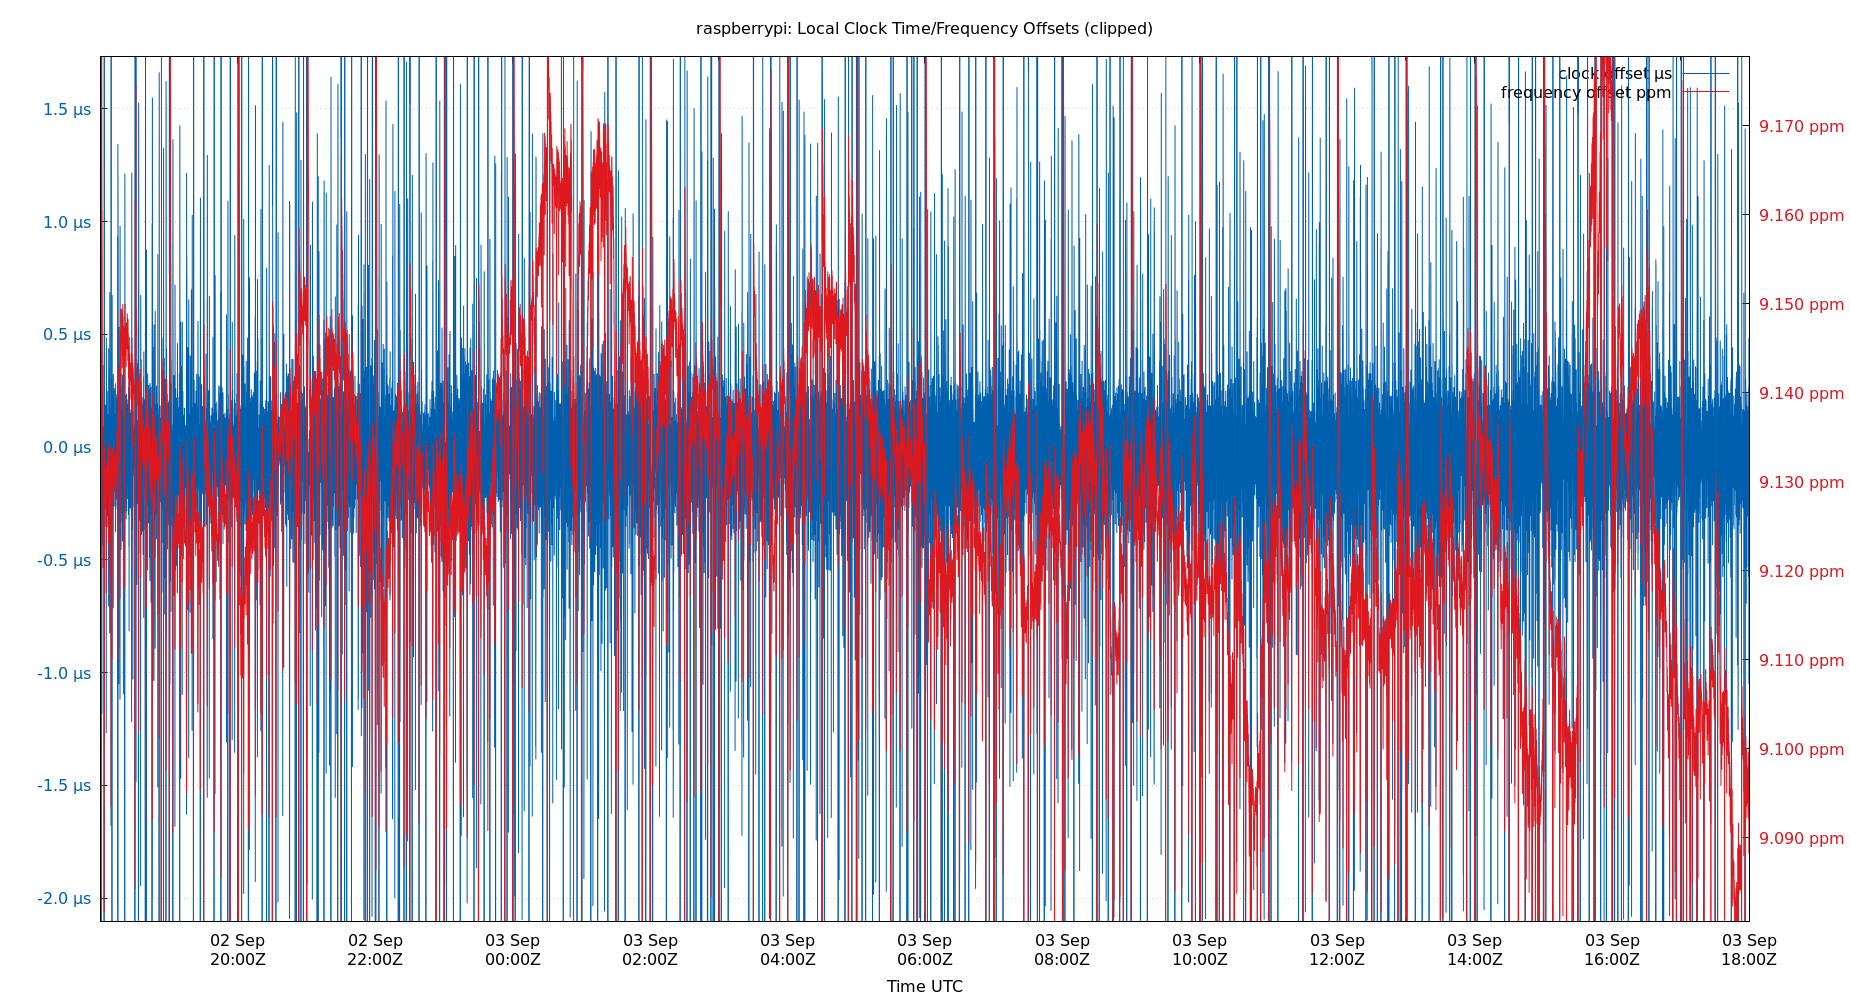 raspberrypi: Local Clock Time/Frequency Offsets (clipped)
clock offset µs
frequency offset ppm
1.5 µs
1.0 µs
0.5 µs
0.0 µs
-0.5 µs
-1.0 µs
-1.5 µs
-2.0 µs
9.170 ppm
9.160 ppm
9.150 ppm
9.140 ppm
9.130 ppm
9.120 ppm
9.110 ppm
9.100 ppm
9.090 ppm
02 Sep 02 Sep 03 Sep 03 Sep 03 Sep 03 Sep 03 Sep 03 Sep 03 Sep 03 Sep 03 Sep 03 Sep
20:00Z 22:00Z 00:00Z 02:00Z 04:00Z 06:00Z 08:00Z 10:00Z 12:00Z 14:00Z 16:00Z 18:00Z
Time UTC